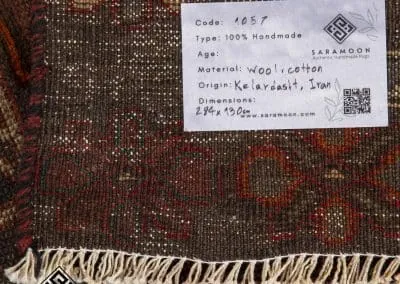 Code: 1057
Type: 100% Handmade
Age:
Material: wool, cotton
Origin: Kelardasht, Iran
Dimensions:
284x130cm
SARAMOON
Authentic Handmade Rugs
www.saramoon.com